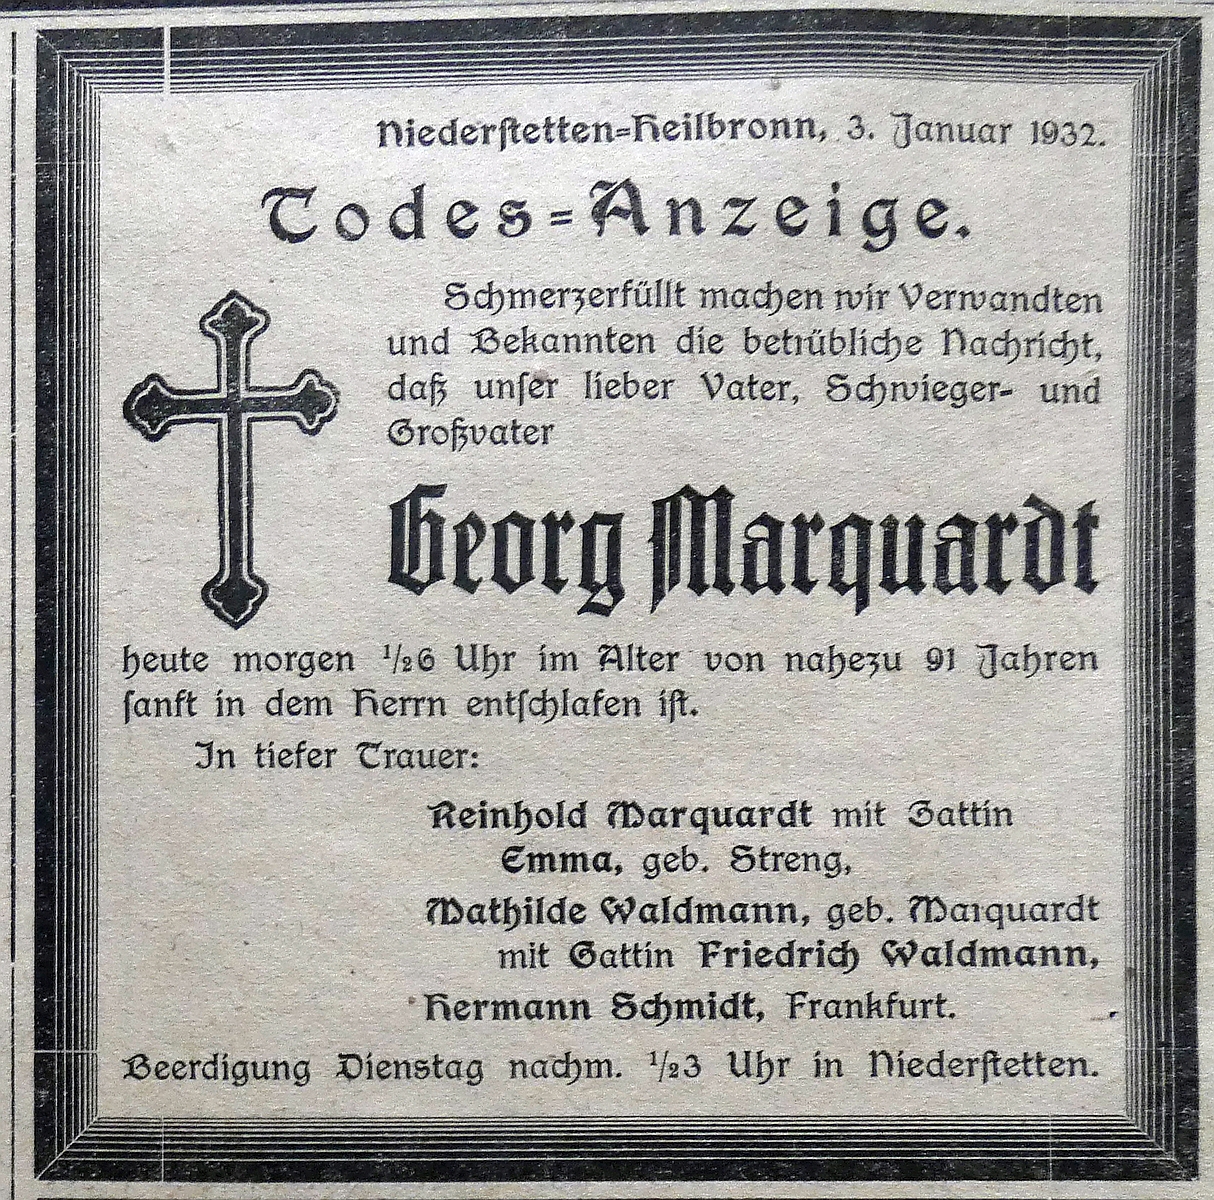 Niederstetten=Heilbronn, 3. Januar 1932.
Todes=Anzeige.
Schmerzerfüllt machen wir Verwandten
und Bekannten die betrübliche Nachricht,
daß unser lieber Vater, Schwieger- und
Großvater
Georg Marquardt
heute morgen ½6 Uhr im Alter von nahezu 91 Jahren
sanft in dem Herrn entschlafen ist.
In tiefer Trauer:
Reinhold Marquardt mit Gattin
Emma, geb. Streng,
Mathilde Waldmann, geb. Marquardt
mit Gattin Friedrich Waldmann,
Hermann Schmidt, Frankfurt.
Beerdigung Dienstag nachm. ½3 Uhr in Niederstetten.